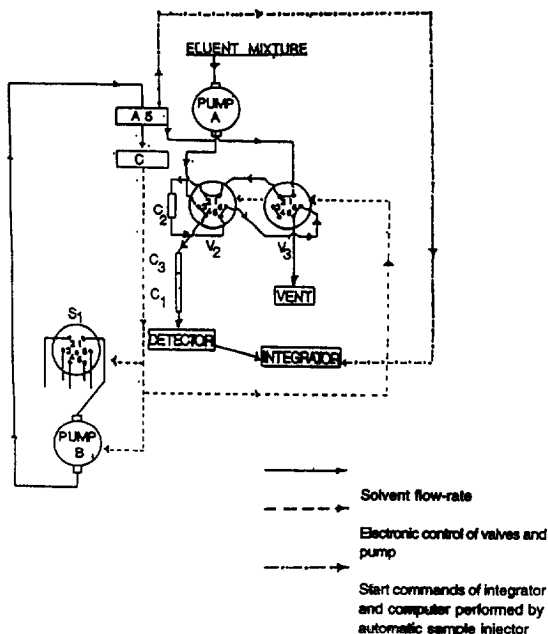 ELUENT MIXTURE
PUMP
A
A S
C
C2
V2
V3
C3
C1
VENT
S1
DETECTOR
INTEGRATOR
PUMP
B
Solvent flow-rate
Electronic control of valves and
pump
Start commands of integrator
and computer performed by
automatic sample injector